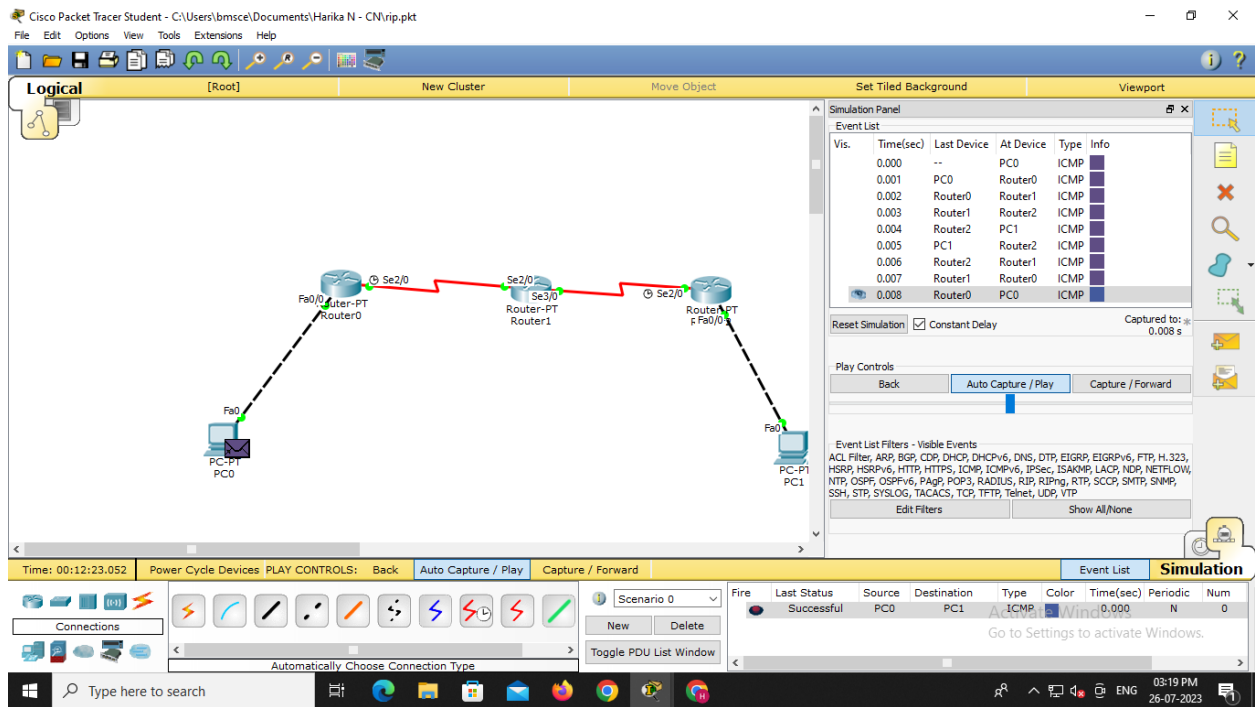 Cisco Packet Tracer Student - C:\Users\bmsce\Documents\Harika N - CN\rip.pkt
File Edit Options View Tools Extensions Help
Logical [Root] New Cluster Move Object Set Tiled Background Viewport
Simulation Panel
Event List
Vis. Time(sec) Last Device At Device Type Info
0.000 -- PC0 ICMP
0.001 PC0 Router0 ICMP
0.002 Router0 Router1 ICMP
0.003 Router1 Router2 ICMP
0.004 Router2 PC1 ICMP
0.005 PC1 Router2 ICMP
0.006 Router2 Router1 ICMP
0.007 Router1 Router0 ICMP
0.008 Router0 PC0 ICMP
Reset Simulation Constant Delay Captured to: *
0.008 s
Play Controls
Back Auto Capture / Play Capture / Forward
Event List Filters - Visible Events
ACL Filter, ARP, BGP, CDP, DHCP, DHCPv6, DNS, DTP, EIGRP, EIGRPv6, FTP, H.323,
HSRP, HSRPv6, HTTP, HTTPS, ICMP, ICMPv6, IPSec, ISAKMP, LACP, NDP, NETFLOW,
NTP, OSPF, OSPFv6, PAgP, POP3, RADIUS, RIP, RIPng, RTP, SCCP, SMTP, SNMP,
SSH, STP, SYSLOG, TACACS, TCP, TFTP, Telnet, UDP, VTP
Edit Filters Show All/None
Se2/0
Fa0/0
Router0
Se2/0
Se3/0
Router-PT
Router1
Se2/0
Router-PT
Fa0/0
Fa0
PC-PT
PC0
Fa0
PC-PT
PC1
Time: 00:12:23.052 Power Cycle Devices PLAY CONTROLS: Back Auto Capture / Play Capture / Forward Event List Simulation
Connections
Automatically Choose Connection Type
Scenario 0
New Delete
Toggle PDU List Window
Fire Last Status Source Destination Type Color Time(sec) Periodic Num
Successful PC0 PC1 ICMP 0.000 N 0
Activate Windows
Go to Settings to activate Windows.
Type here to search
ENG
03:19 PM
26-07-2023
1